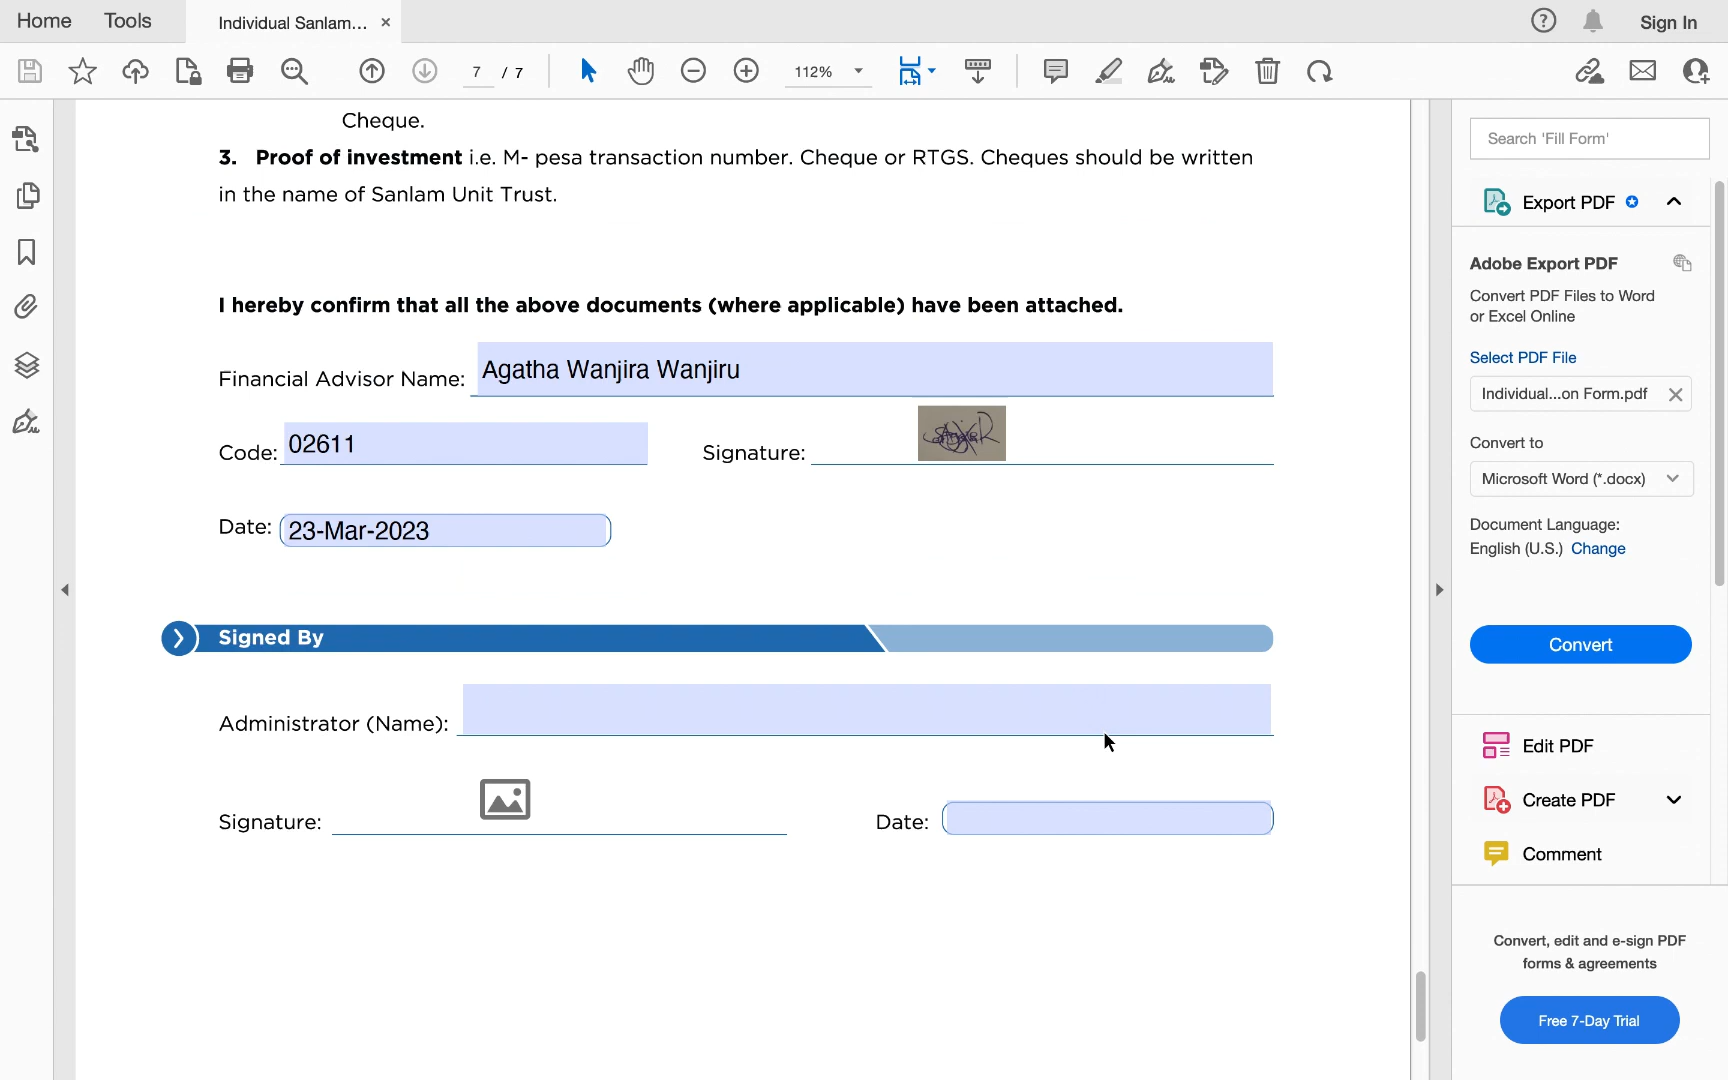 Home Tools Individual Sanlam... × Sign In
7 / 7 112%
Cheque.
3. Proof of investment i.e. M- pesa transaction number. Cheque or RTGS. Cheques should be written
in the name of Sanlam Unit Trust.
I hereby confirm that all the above documents (where applicable) have been attached.
Financial Advisor Name: Agatha Wanjira Wanjiru
Code: 02611 Signature:
Date: 23-Mar-2023
Signed By
Administrator (Name):
Signature: Date:
Search 'Fill Form'
Export PDF
Adobe Export PDF
Convert PDF Files to Word
or Excel Online
Select PDF File
Individual...on Form.pdf
Convert to
Microsoft Word (*.docx)
Document Language:
English (U.S.) Change
Convert
Edit PDF
Create PDF
Comment
Convert, edit and e-sign PDF
forms & agreements
Free 7-Day Trial